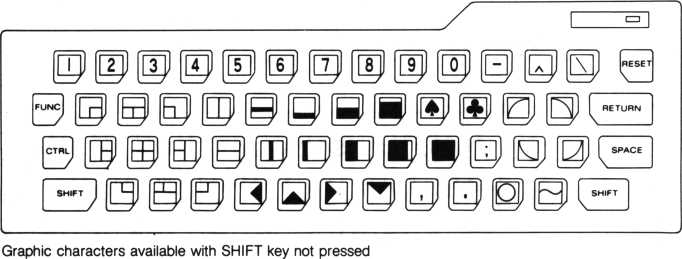 1 2 3 4 5 6 7 8 9 0 - ^ \ RESET
FUNC RETURN
CTRL ; SPACE
SHIFT , . SHIFT
Graphic characters available with SHIFT key not pressed